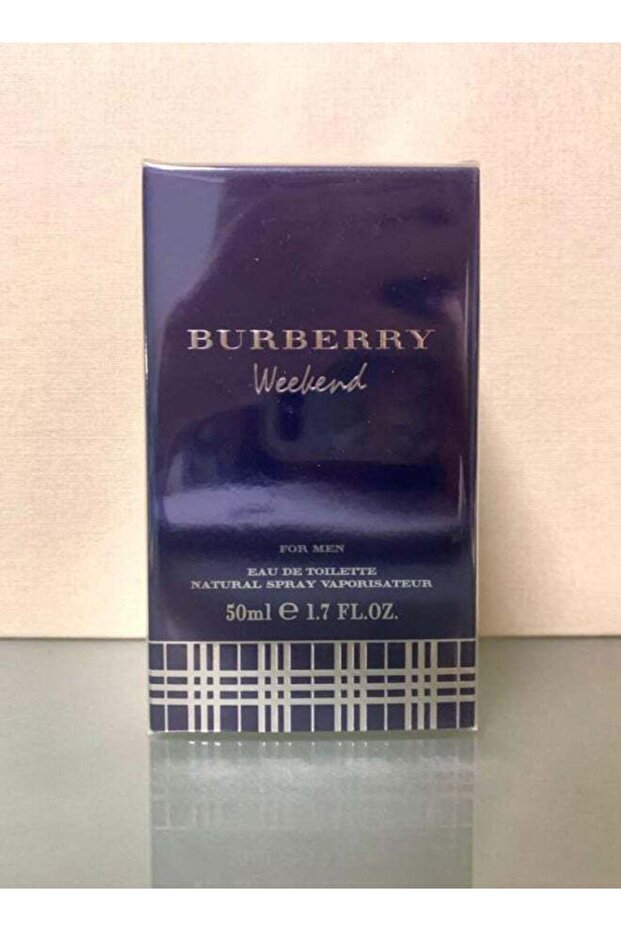 BURBERRY
Weekend
FOR MEN
EAU DE TOILETTE
NATURAL SPRAY VAPORISATEUR
50ml e 1.7 FL.OZ.